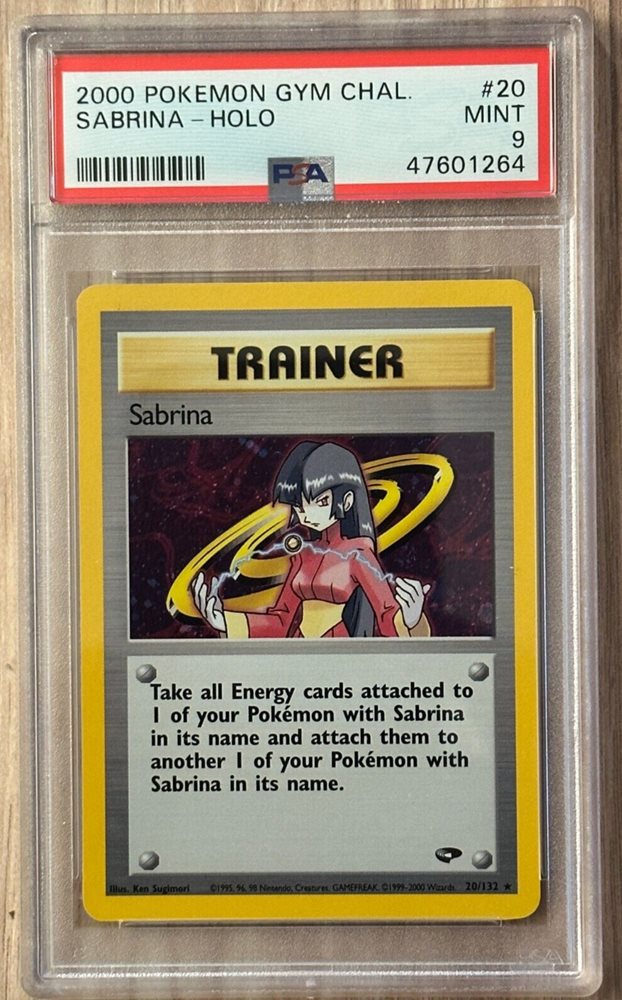 2000 POKEMON GYM CHAL. #20
SABRINA – HOLO MINT
9
PSA 47601264
TRAINER
Sabrina
Take all Energy cards attached to
1 of your Pokémon with Sabrina
in its name and attach them to
another 1 of your Pokémon with
Sabrina in its name.
Illus. Ken Sugimori ©1995, 96, 98 Nintendo, Creatures, GAMEFREAK. ©1999-2000 Wizards. 20/132 ★
PSA